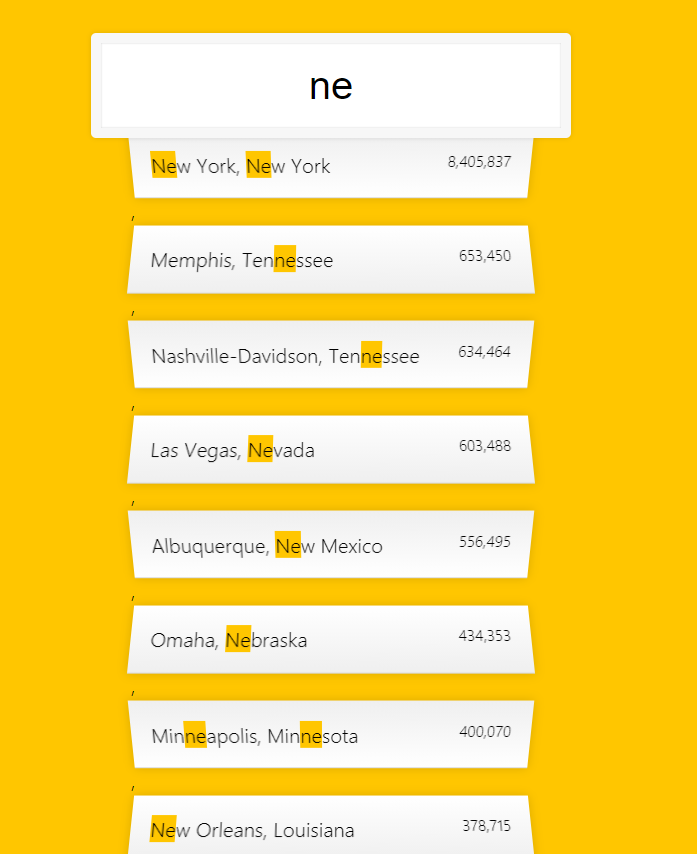 ne
New York, New York 8,405,837
,
Memphis, Tennessee 653,450
,
Nashville-Davidson, Tennessee 634,464
,
Las Vegas, Nevada 603,488
,
Albuquerque, New Mexico 556,495
,
Omaha, Nebraska 434,353
,
Minneapolis, Minnesota 400,070
,
New Orleans, Louisiana 378,715